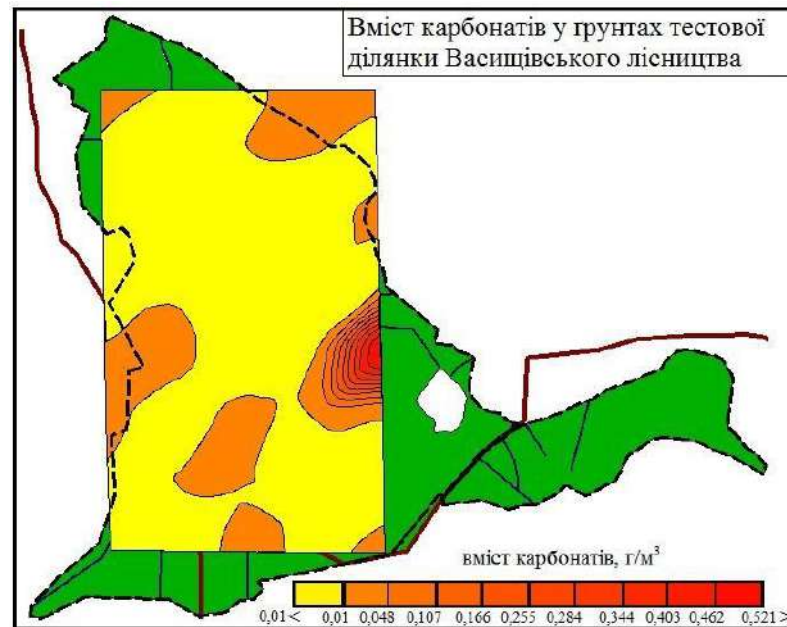 Вміст карбонатів у ґрунтах тестової
ділянки Васищівського лісництва
вміст карбонатів, г/м³
0,01< 0,01 0,048 0,107 0,166 0,255 0,284 0,344 0,403 0,462 0,521>